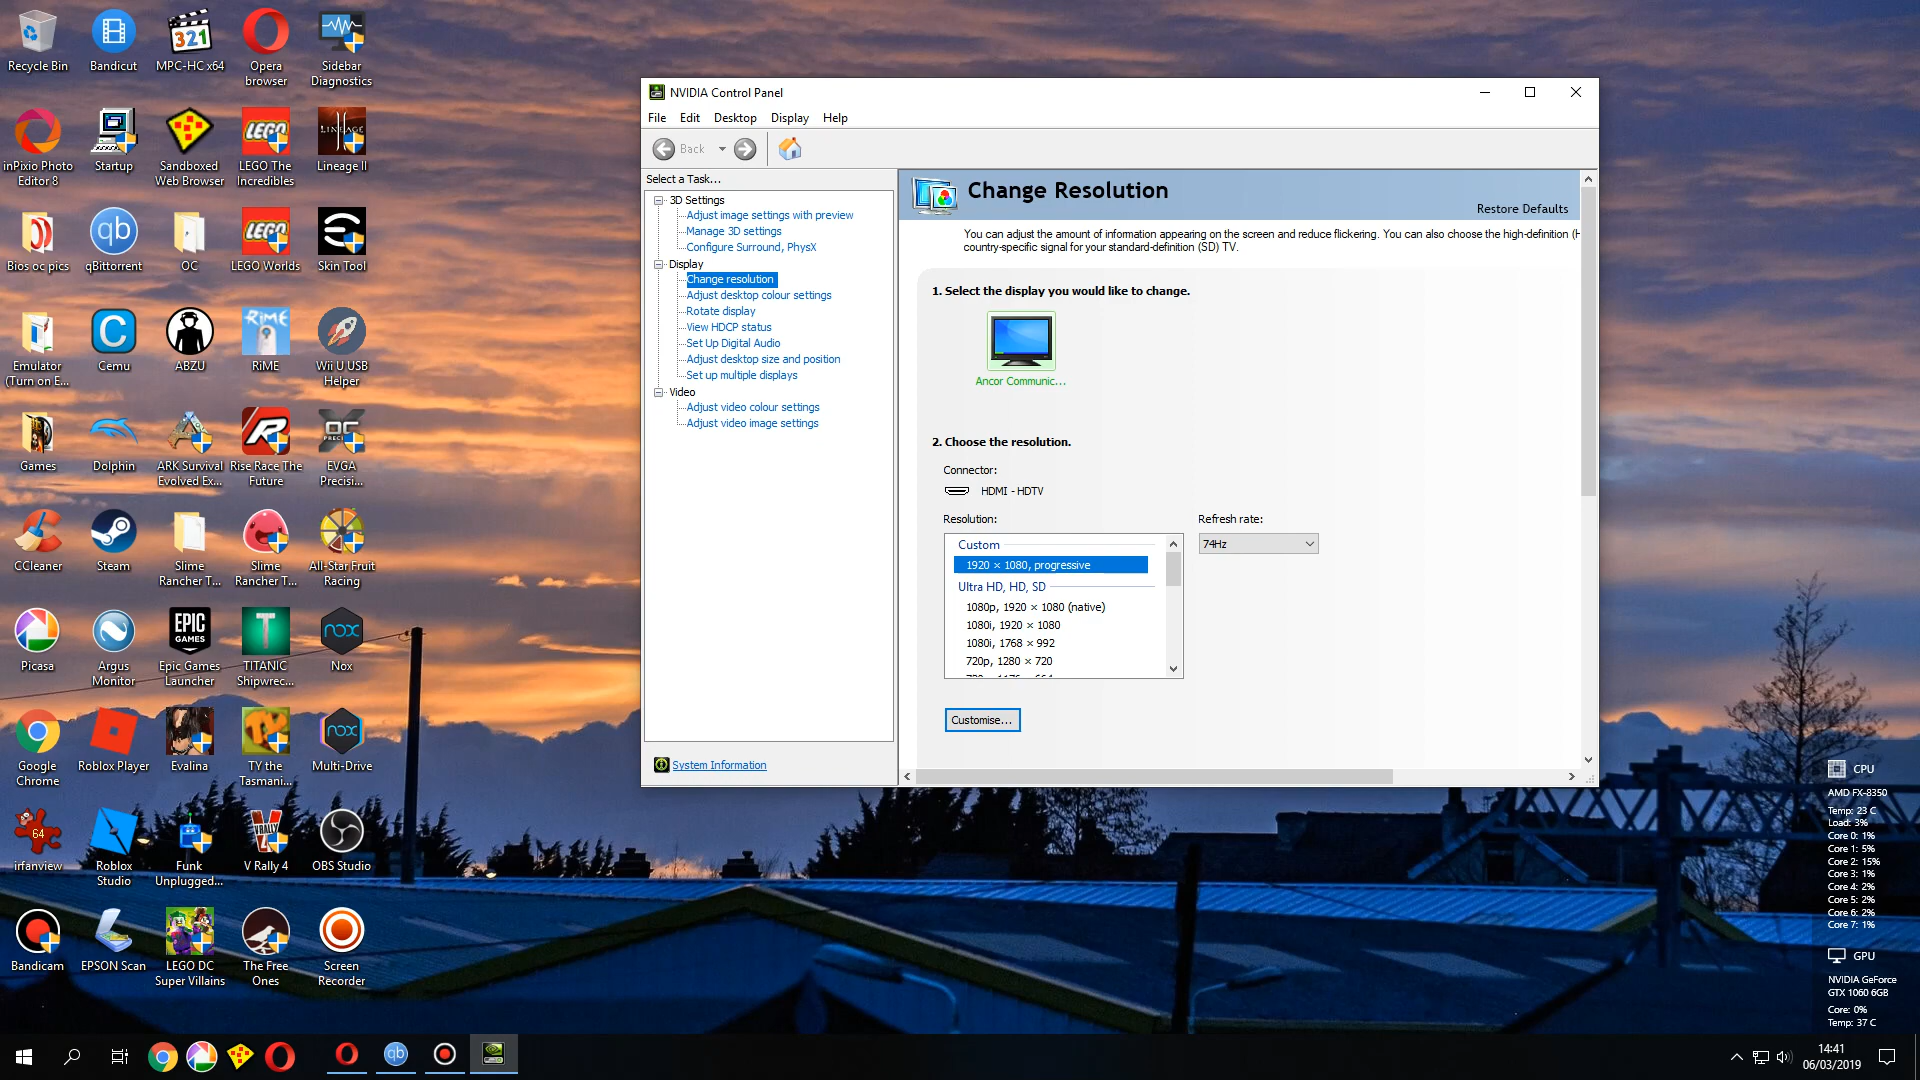 Recycle Bin
Bandicut
MPC-HC x64
Opera
browser
Sidebar
Diagnostics
inPixio Photo
Editor 8
Startup
Sandboxed
Web Browser
LEGO The
Incredibles
Lineage II
Bios oc pics
qBittorrent
OC
LEGO Worlds
Skin Tool
Emulator
(Turn on E...
Cemu
ABZU
RiME
Wii U USB
Helper
Games
Dolphin
ARK Survival
Evolved Ex...
Rise Race The
Future
EVGA
Precisi...
CCleaner
Steam
Slime
Rancher T...
Slime
Rancher T...
All-Star Fruit
Racing
Picasa
Argus
Monitor
Epic Games
Launcher
TITANIC
Shipwrec...
Nox
Google
Chrome
Roblox Player
Evalina
TY the
Tasmani...
Multi-Drive
irfanview
Roblox
Studio
Funk
Unplugged...
V Rally 4
OBS Studio
Bandicam
EPSON Scan
LEGO DC
Super Villains
The Free
Ones
Screen
Recorder
NVIDIA Control Panel
File Edit Desktop Display Help
Back
Select a Task...
3D Settings
Adjust image settings with preview
Manage 3D settings
Configure Surround, PhysX
Display
Change resolution
Adjust desktop colour settings
Rotate display
View HDCP status
Set Up Digital Audio
Adjust desktop size and position
Set up multiple displays
Video
Adjust video colour settings
Adjust video image settings
System Information
Change Resolution
Restore Defaults
You can adjust the amount of information appearing on the screen and reduce flickering. You can also choose the high-definition (H
country-specific signal for your standard-definition (SD) TV.
1. Select the display you would like to change.
Ancor Communic...
2. Choose the resolution.
Connector:
HDMI - HDTV
Resolution:
Refresh rate:
Custom
1920 × 1080, progressive
Ultra HD, HD, SD
1080p, 1920 × 1080 (native)
1080i, 1920 × 1080
1080i, 1768 × 992
720p, 1280 × 720
74Hz
Customise...
CPU
AMD FX-8350
Temp: 23 C
Load: 3%
Core 0: 1%
Core 1: 5%
Core 2: 15%
Core 3: 1%
Core 4: 2%
Core 5: 2%
Core 6: 2%
Core 7: 1%
GPU
NVIDIA GeForce
GTX 1060 6GB
Core: 0%
Temp: 37 C
14:41
06/03/2019